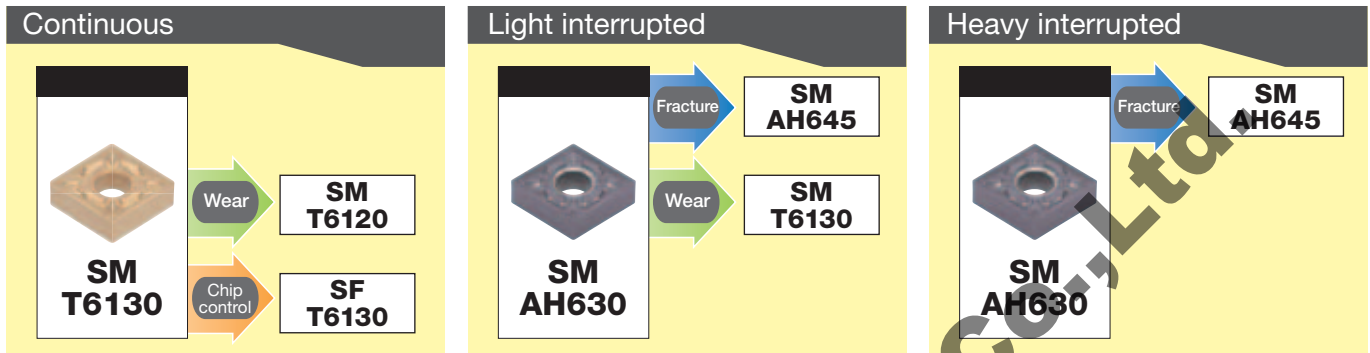 Continuous
SM
T6130
Wear
SM
T6120
Chip
control
SF
T6130
Light interrupted
SM
AH630
Fracture
SM
AH645
Wear
SM
T6130
Heavy interrupted
SM
AH630
Fracture
SM
AH645
Co.,Ltd.